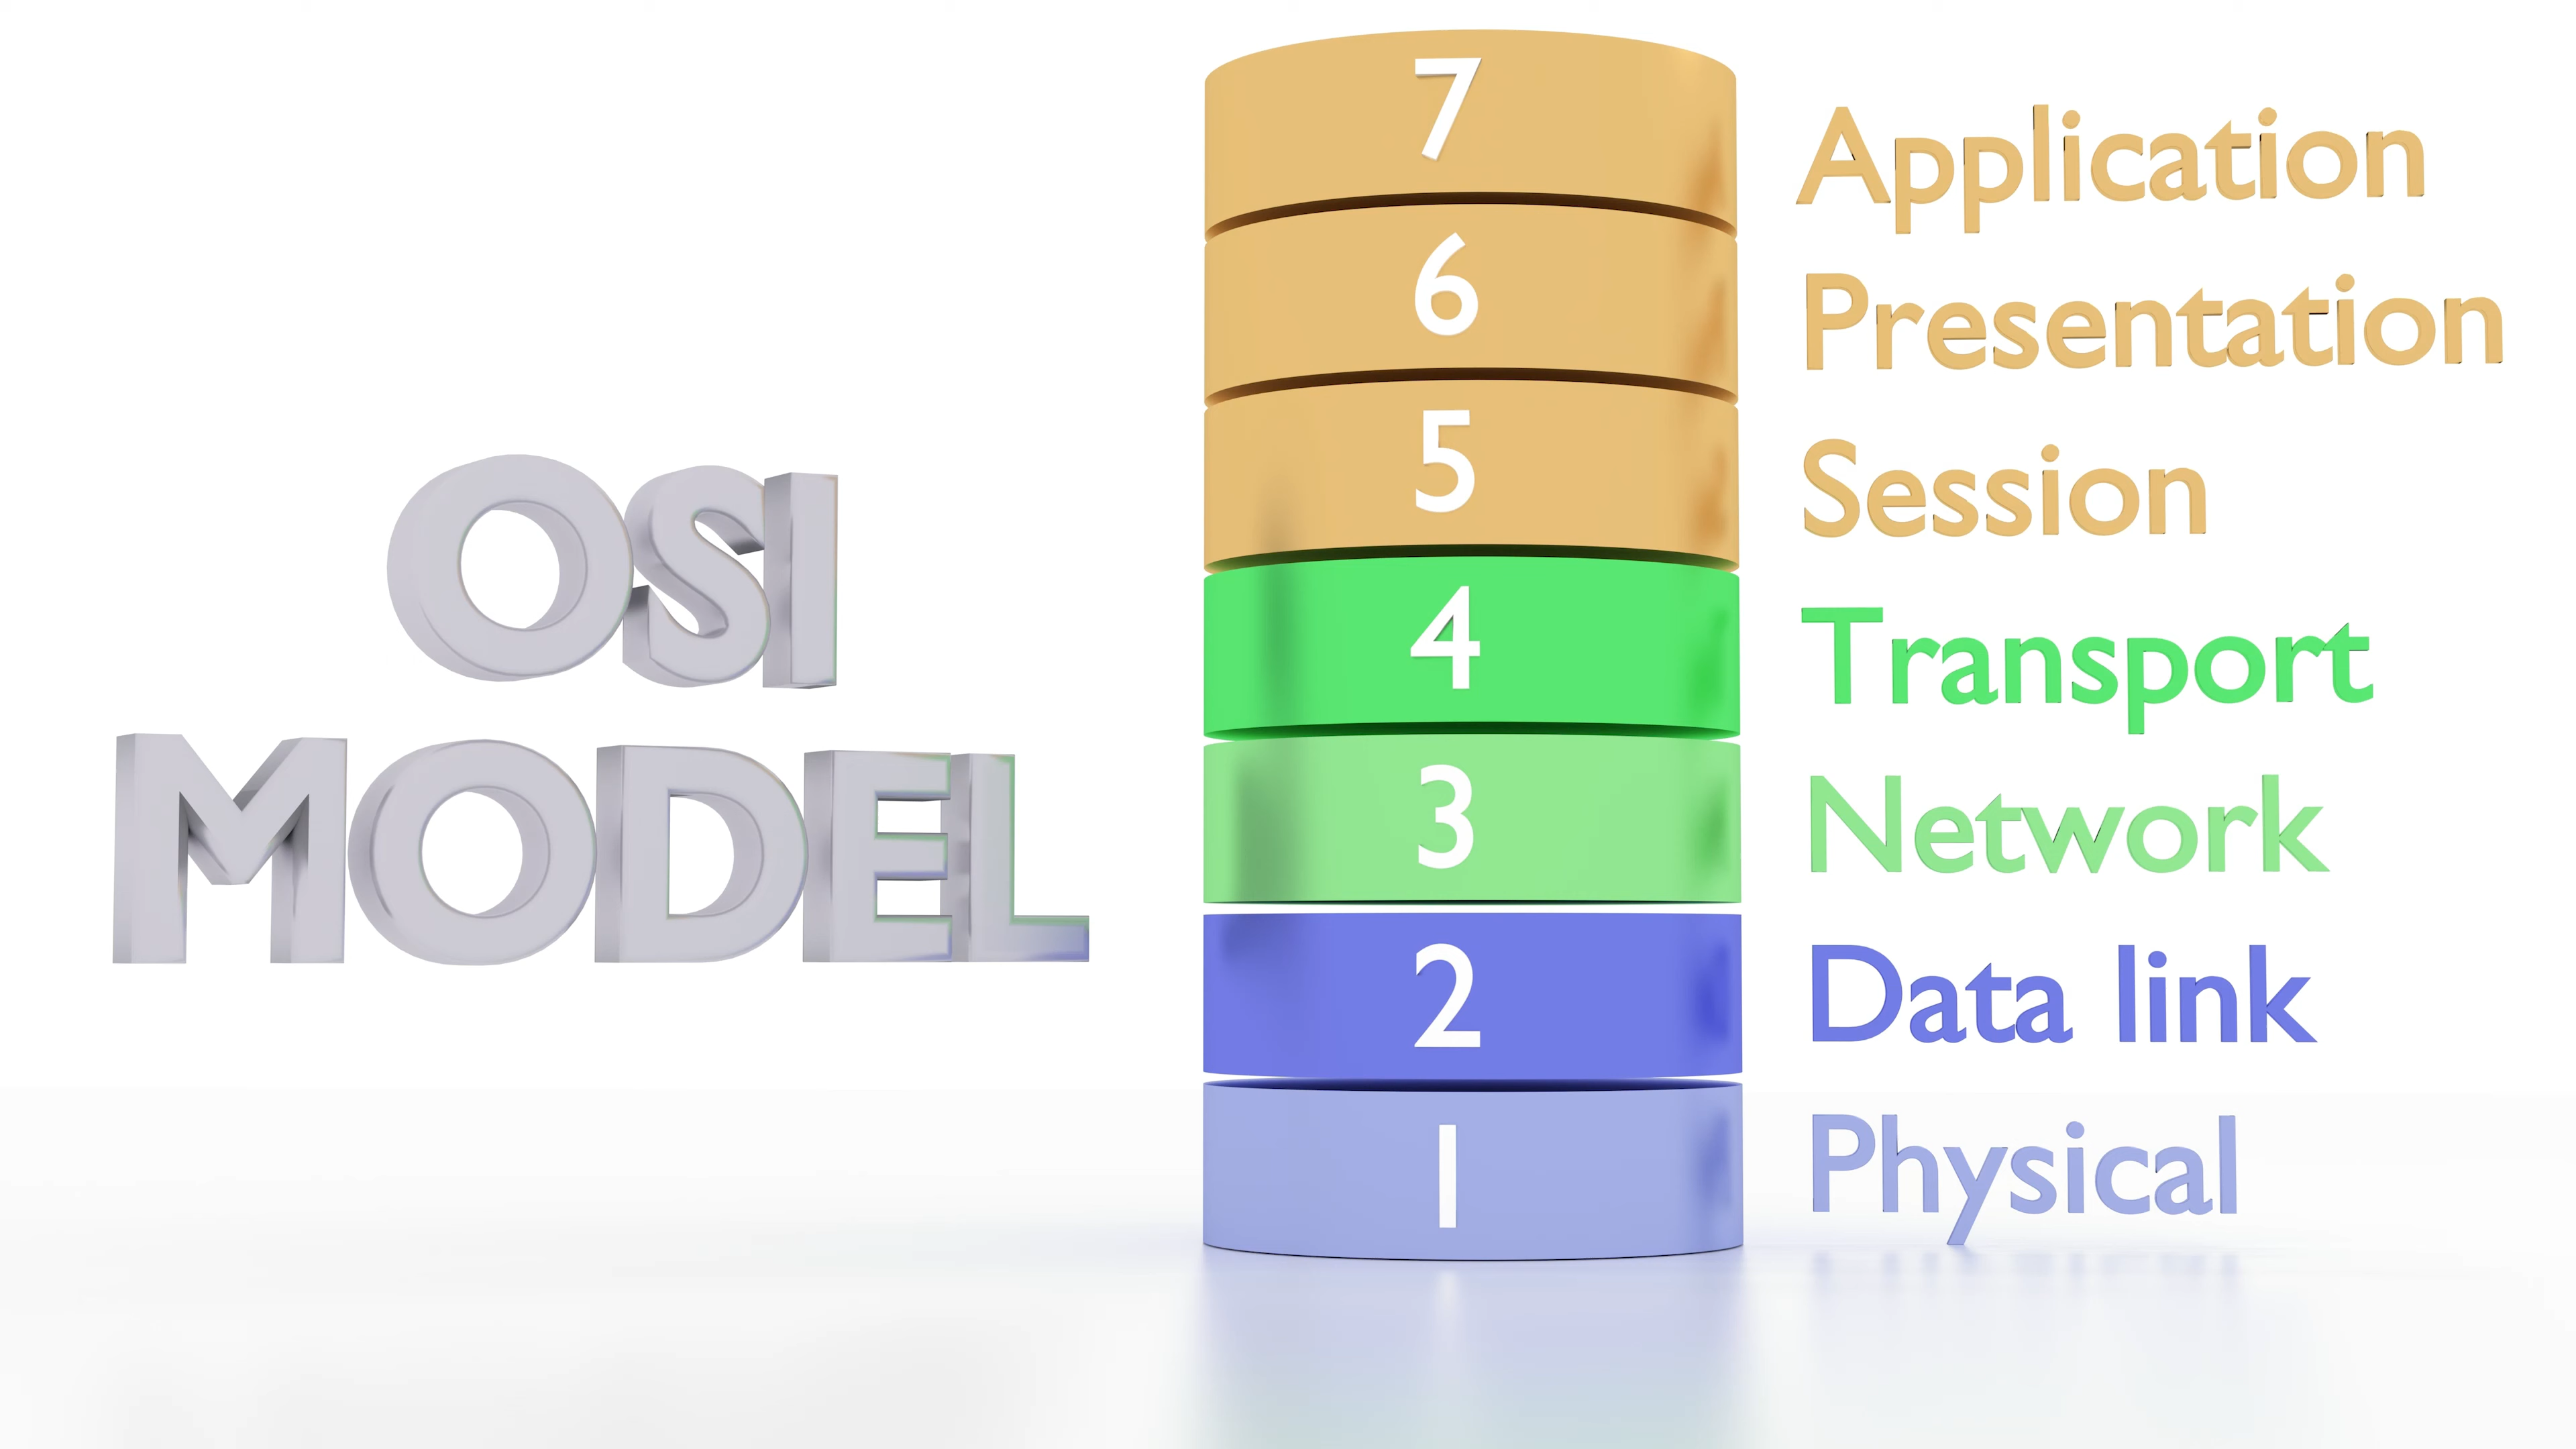 OSI
MODEL
7
Application
6
Presentation
5
Session
4
Transport
3
Network
2
Data link
1
Physical